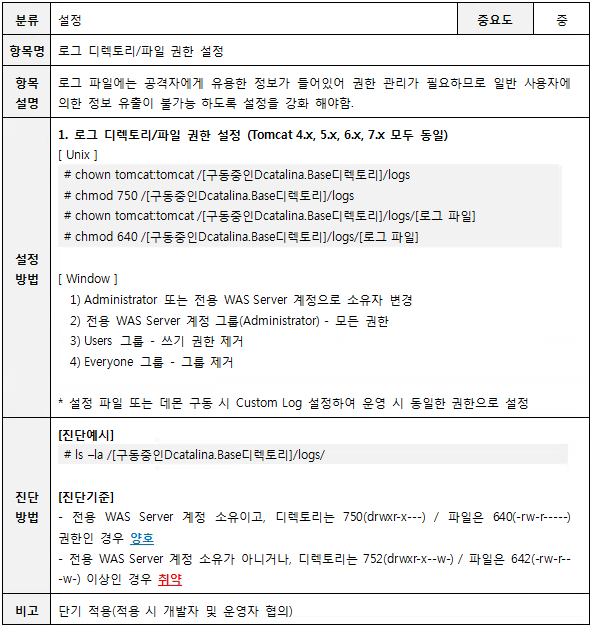 분류 설정 중요도 중
항목명 로그 디렉토리/파일 권한 설정
항목
설명
로그 파일에는 공격자에게 유용한 정보가 들어있어 권한 관리가 필요하므로 일반 사용자에
의한 정보 유출이 불가능 하도록 설정을 강화 해야함.
설정
방법
1. 로그 디렉토리/파일 권한 설정 (Tomcat 4.x, 5.x, 6.x, 7.x 모두 동일)
[ Unix ]
# chown tomcat:tomcat /[구동중인Dcatalina.Base디렉토리]/logs
# chmod 750 /[구동중인Dcatalina.Base디렉토리]/logs
# chown tomcat:tomcat /[구동중인Dcatalina.Base디렉토리]/logs/[로그 파일]
# chmod 640 /[구동중인Dcatalina.Base디렉토리]/logs/[로그 파일]
[ Window ]
1) Administrator 또는 전용 WAS Server 계정으로 소유자 변경
2) 전용 WAS Server 계정 그룹(Administrator) - 모든 권한
3) Users 그룹 - 쓰기 권한 제거
4) Everyone 그룹 - 그룹 제거
* 설정 파일 또는 데몬 구동 시 Custom Log 설정하여 운영 시 동일한 권한으로 설정
진단
방법
[진단예시]
# ls –la /[구동중인Dcatalina.Base디렉토리]/logs/
[진단기준]
- 전용 WAS Server 계정 소유이고, 디렉토리는 750(drwxr-x---) / 파일은 640(-rw-r-----)
권한인 경우 양호
- 전용 WAS Server 계정 소유가 아니거나, 디렉토리는 752(drwxr-x--w-) / 파일은 642(-rw-r--
-w-) 이상인 경우 취약
비고 단기 적용(적용 시 개발자 및 운영자 협의)